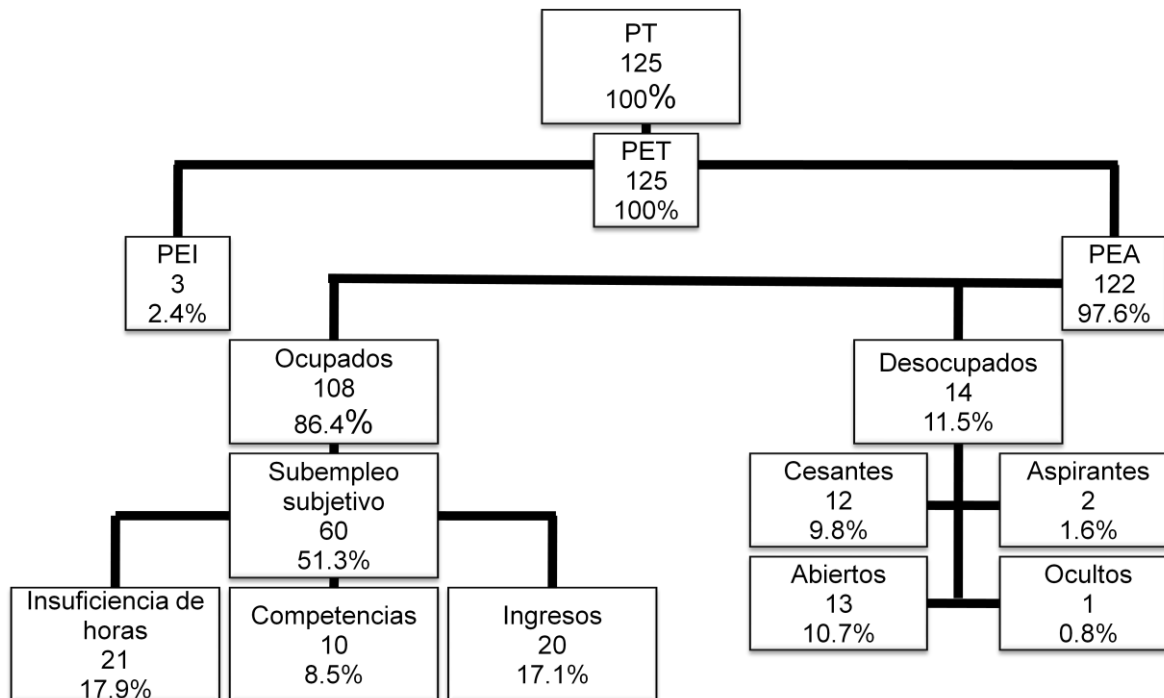 PT
125
100%
PET
125
100%
PEI
3
2.4%
PEA
122
97.6%
Ocupados
108
86.4%
Desocupados
14
11.5%
Subempleo
subjetivo
60
51.3%
Cesantes
12
9.8%
Aspirantes
2
1.6%
Abiertos
13
10.7%
Ocultos
1
0.8%
Insuficiencia de
horas
21
17.9%
Competencias
10
8.5%
Ingresos
20
17.1%